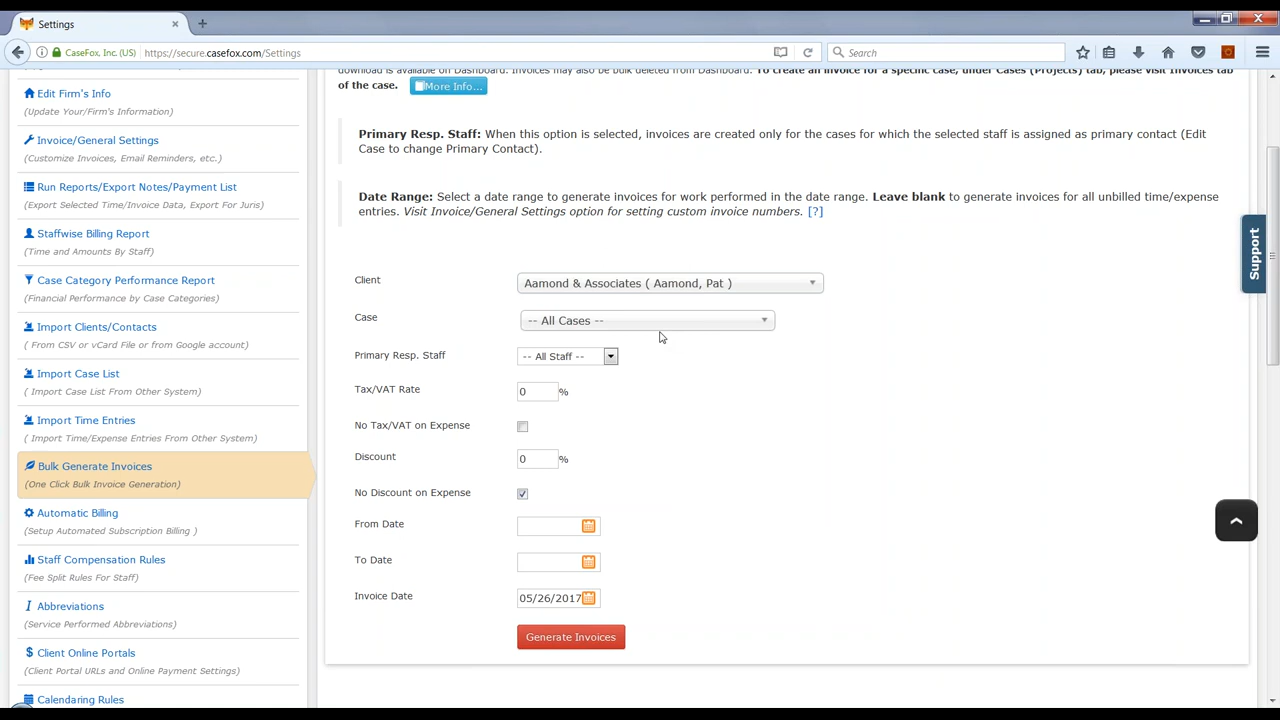 Settings
CaseFox, Inc. (US)
https://secure.casefox.com/Settings
Search
Edit Firm's Info
(Update Your/Firm's Information)
Invoice/General Settings
(Customize Invoices, Email Reminders, etc.)
Run Reports/Export Notes/Payment List
(Export Selected Time/Invoice Data, Export For Juris)
Staffwise Billing Report
(Time and Amounts By Staff)
Case Category Performance Report
(Financial Performance by Case Categories)
Import Clients/Contacts
( From CSV or vCard File or from Google account)
Import Case List
( Import Case List From Other System)
Import Time Entries
( Import Time/Expense Entries From Other System)
Bulk Generate Invoices
(One Click Bulk Invoice Generation)
Automatic Billing
(Setup Automated Subscription Billing )
Staff Compensation Rules
(Fee Split Rules For Staff)
Abbreviations
(Service Performed Abbreviations)
Client Online Portals
(Client Portal URLs and Online Payment Settings)
Calendaring Rules
download is available on Dashboard. Invoices may also be bulk deleted from Dashboard. To create an invoice for a specific case, under Cases (Projects) tab, please visit Invoices tab
of the case. More Info...
Primary Resp. Staff: When this option is selected, invoices are created only for the cases for which the selected staff is assigned as primary contact (Edit
Case to change Primary Contact).
Date Range: Select a date range to generate invoices for work performed in the date range. Leave blank to generate invoices for all unbilled time/expense
entries. Visit Invoice/General Settings option for setting custom invoice numbers. [?]
Client Aamond & Associates ( Aamond, Pat )
Case -- All Cases --
Primary Resp. Staff -- All Staff --
Tax/VAT Rate 0 %
No Tax/VAT on Expense
Discount 0 %
No Discount on Expense
From Date
To Date
Invoice Date 05/26/2017
Generate Invoices
Support